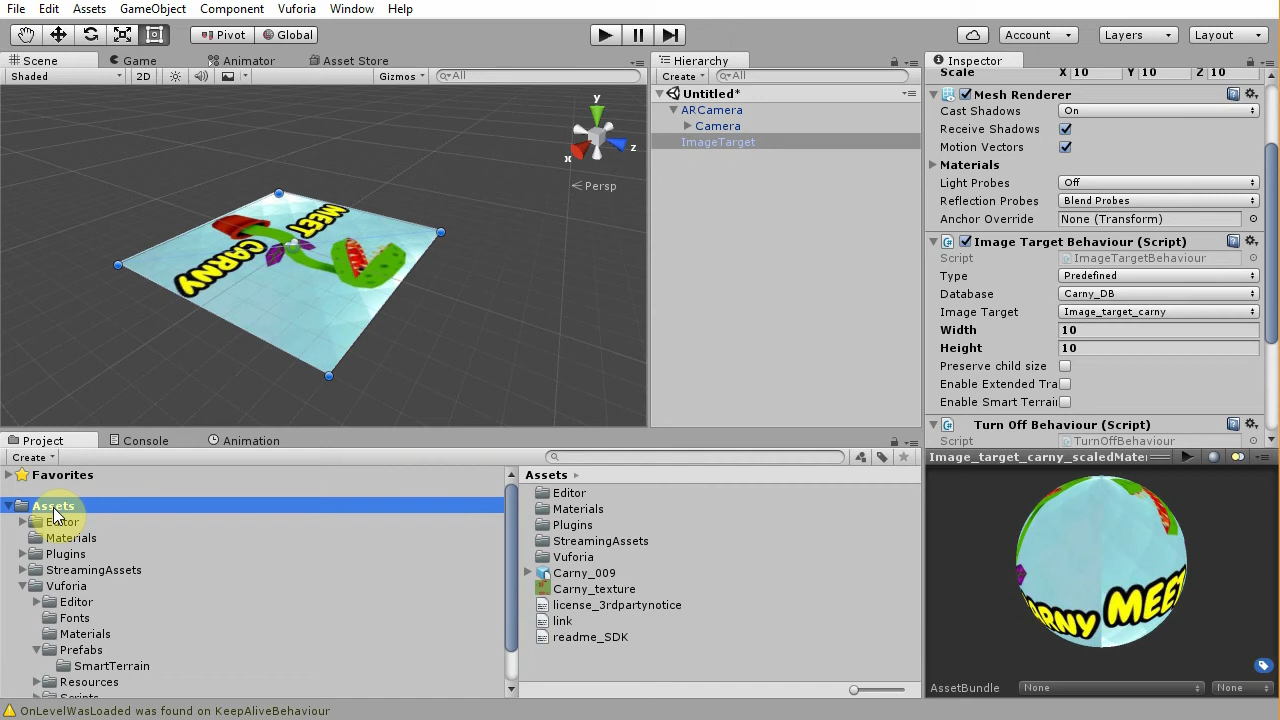 File Edit Assets GameObject Component Vuforia Window Help
Pivot Global Account Layers Layout
Scene Game Animator Asset Store
Shaded 2D Gizmos All
y
x
z
Persp
MEET
CARNY
Hierarchy
Create All
Untitled*
ARCamera
Camera
ImageTarget
Inspector
Scale X 10 Y 10 Z 10
Mesh Renderer
Cast Shadows On
Receive Shadows
Motion Vectors
Materials
Light Probes Off
Reflection Probes Blend Probes
Anchor Override None (Transform)
Image Target Behaviour (Script)
Script ImageTargetBehaviour
Type Predefined
Database Carny_DB
Image Target Image_target_carny
Width 10
Height 10
Preserve child size
Enable Extended Tra
Enable Smart Terrain
Turn Off Behaviour (Script)
Script TurnOffBehaviour
Project Console Animation
Create
Favorites
Assets
Editor
Materials
Plugins
StreamingAssets
Vuforia
Editor
Fonts
Materials
Prefabs
SmartTerrain
Resources
Scripts
Assets
Editor
Materials
Plugins
StreamingAssets
Vuforia
Carny_009
Carny_texture
license_3rdpartynotice
link
readme_SDK
Image_target_carny_scaledMate
CARNY MEET
AssetBundle None None
OnLevelWasLoaded was found on KeepAliveBehaviour